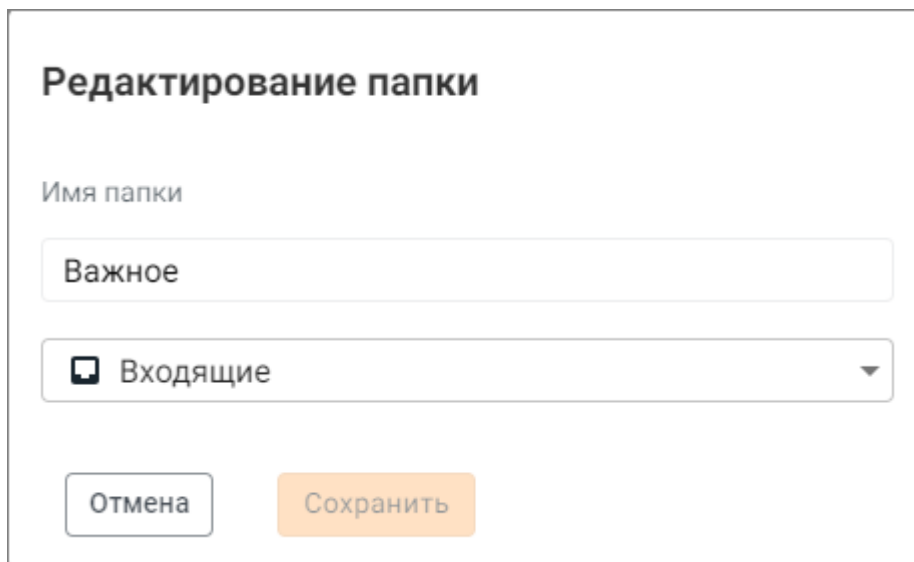 Редактирование папки
Имя папки
Важное
Входящие
Отмена Сохранить